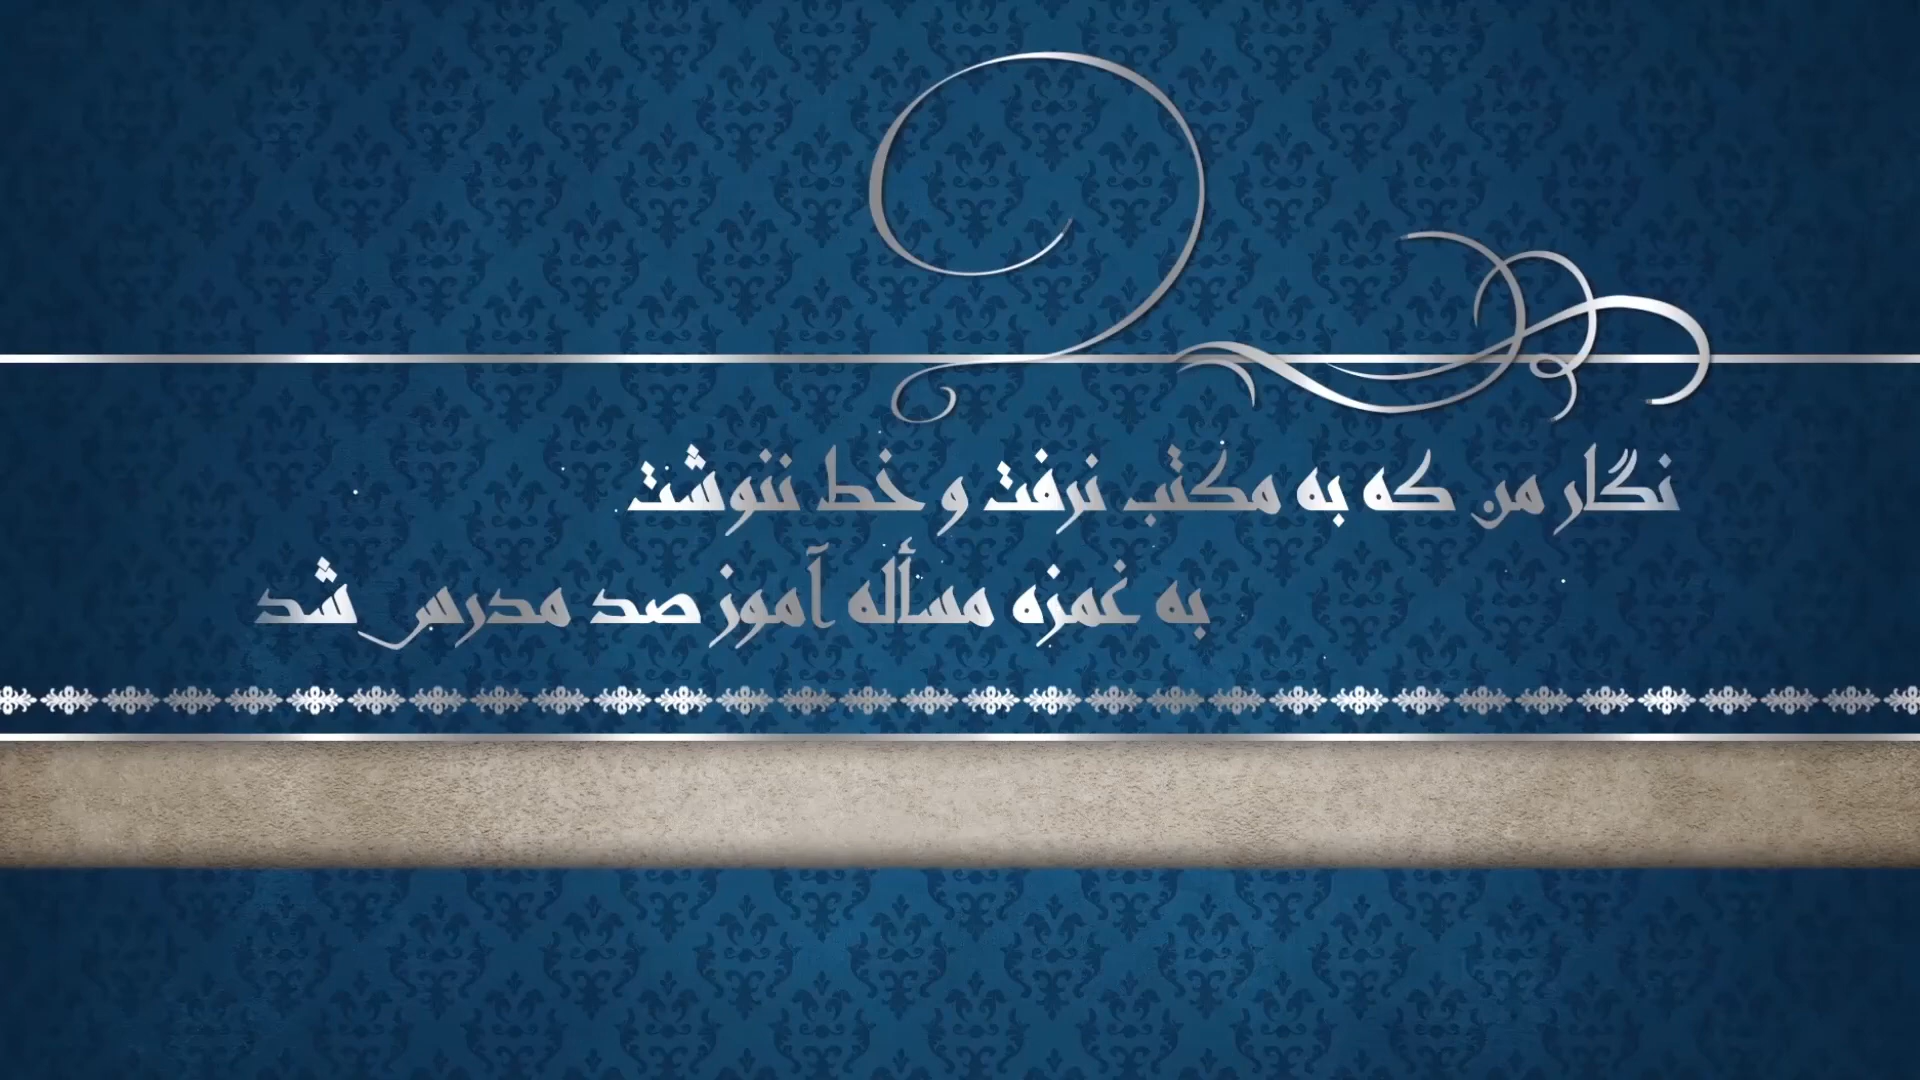 نگار من که به مکتب نرفت و خط ننوشت
به غمزه مسأله آموز صد مدرس شد